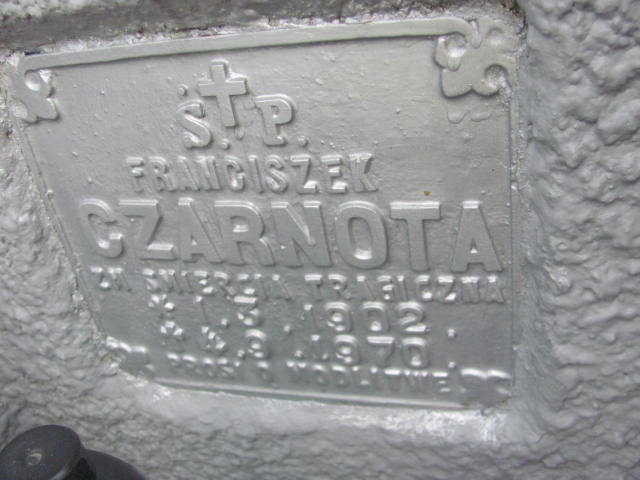 Ś. P.
FRANCISZEK
CZARNOTA
ZM ŚMIERCIĄ TRAGICZNĄ
* 1.3.1902.
9.1970.
PROSI O MODLITWĘ